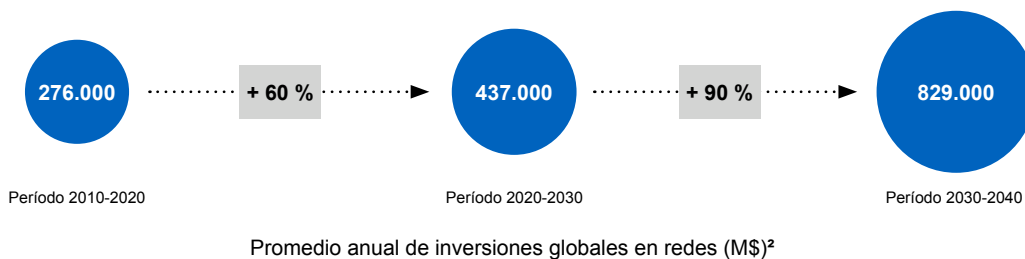 276.000
+ 60 %
437.000
+ 90 %
829.000
Período 2010-2020
Período 2020-2030
Período 2030-2040
Promedio anual de inversiones globales en redes (M$)²